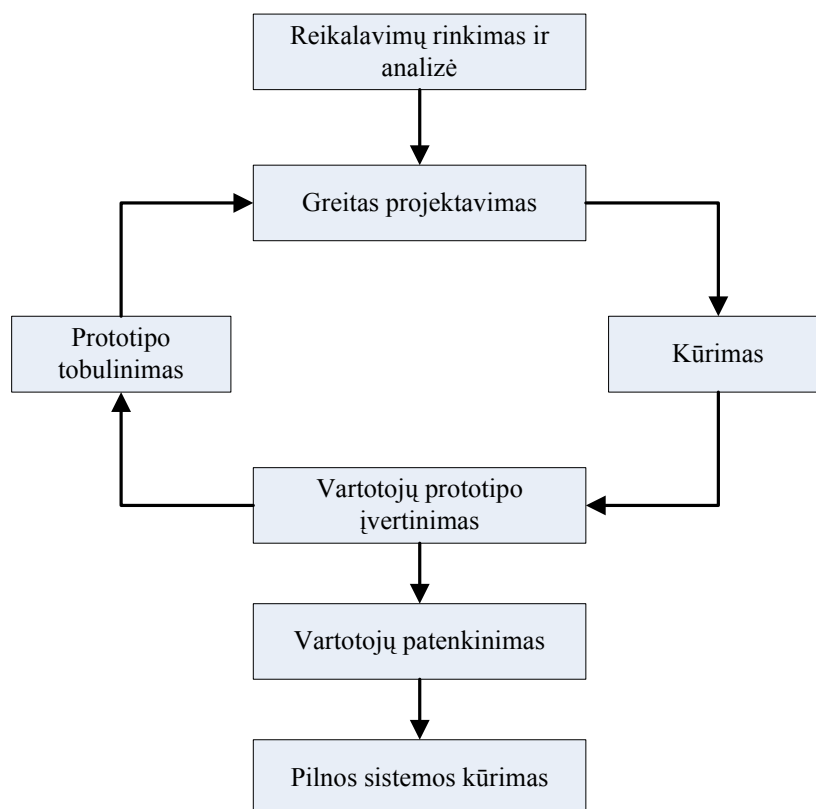 Reikalavimų rinkimas ir
analizė
Greitas projektavimas
Prototipo
tobulinimas
Kūrimas
Vartotojų prototipo
įvertinimas
Vartotojų patenkinimas
Pilnos sistemos kūrimas